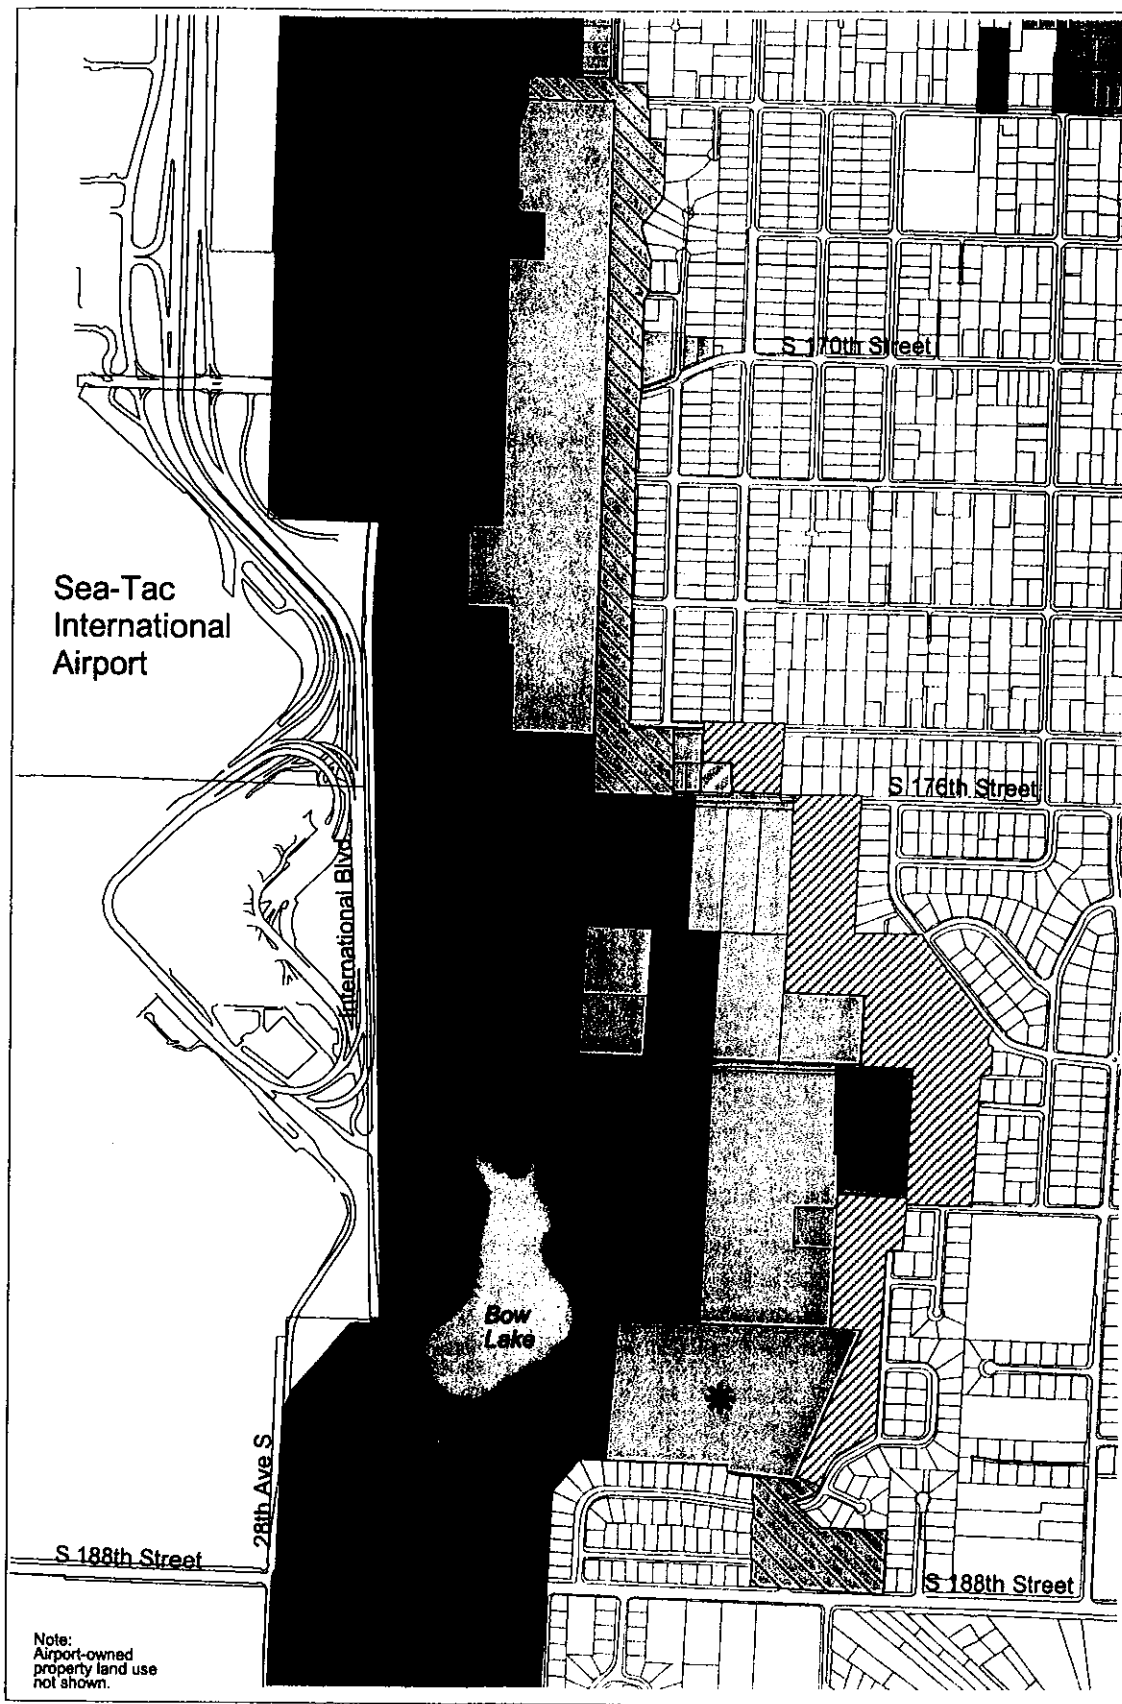 S 170th Street
Sea-Tac
International
Airport
S 176th Street
International Blvd
Bow
Lake
28th Ave S
S 188th Street
S 188th Street
Note:
Airport-owned
property land use
not shown.